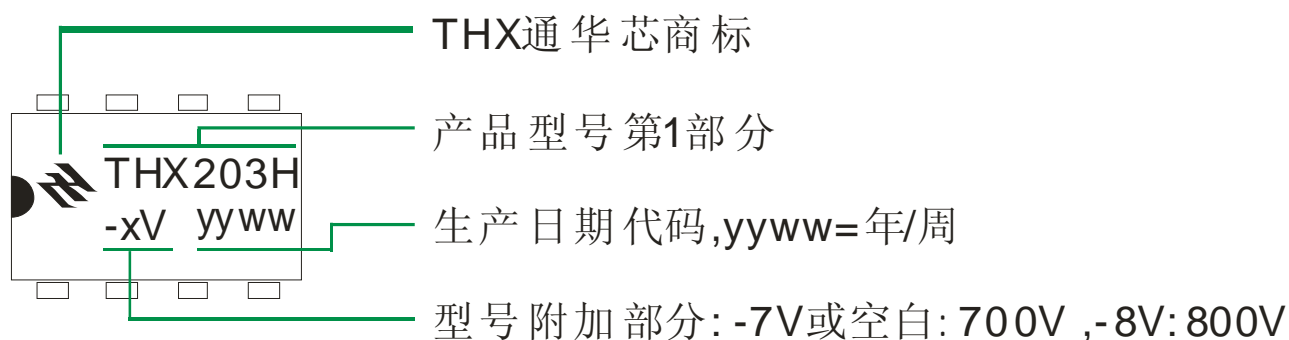 THX通华芯商标
产品型号第1部分
THX203H
-xV yyww
生产日期代码,yyww=年/周
型号附加部分:-7V或空白:700V,-8V:800V